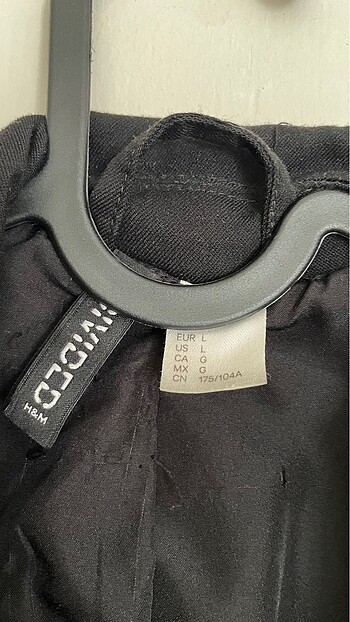 DIVIDED
H&M
EUR L
US L
CA G
MX G
CN 175/104A